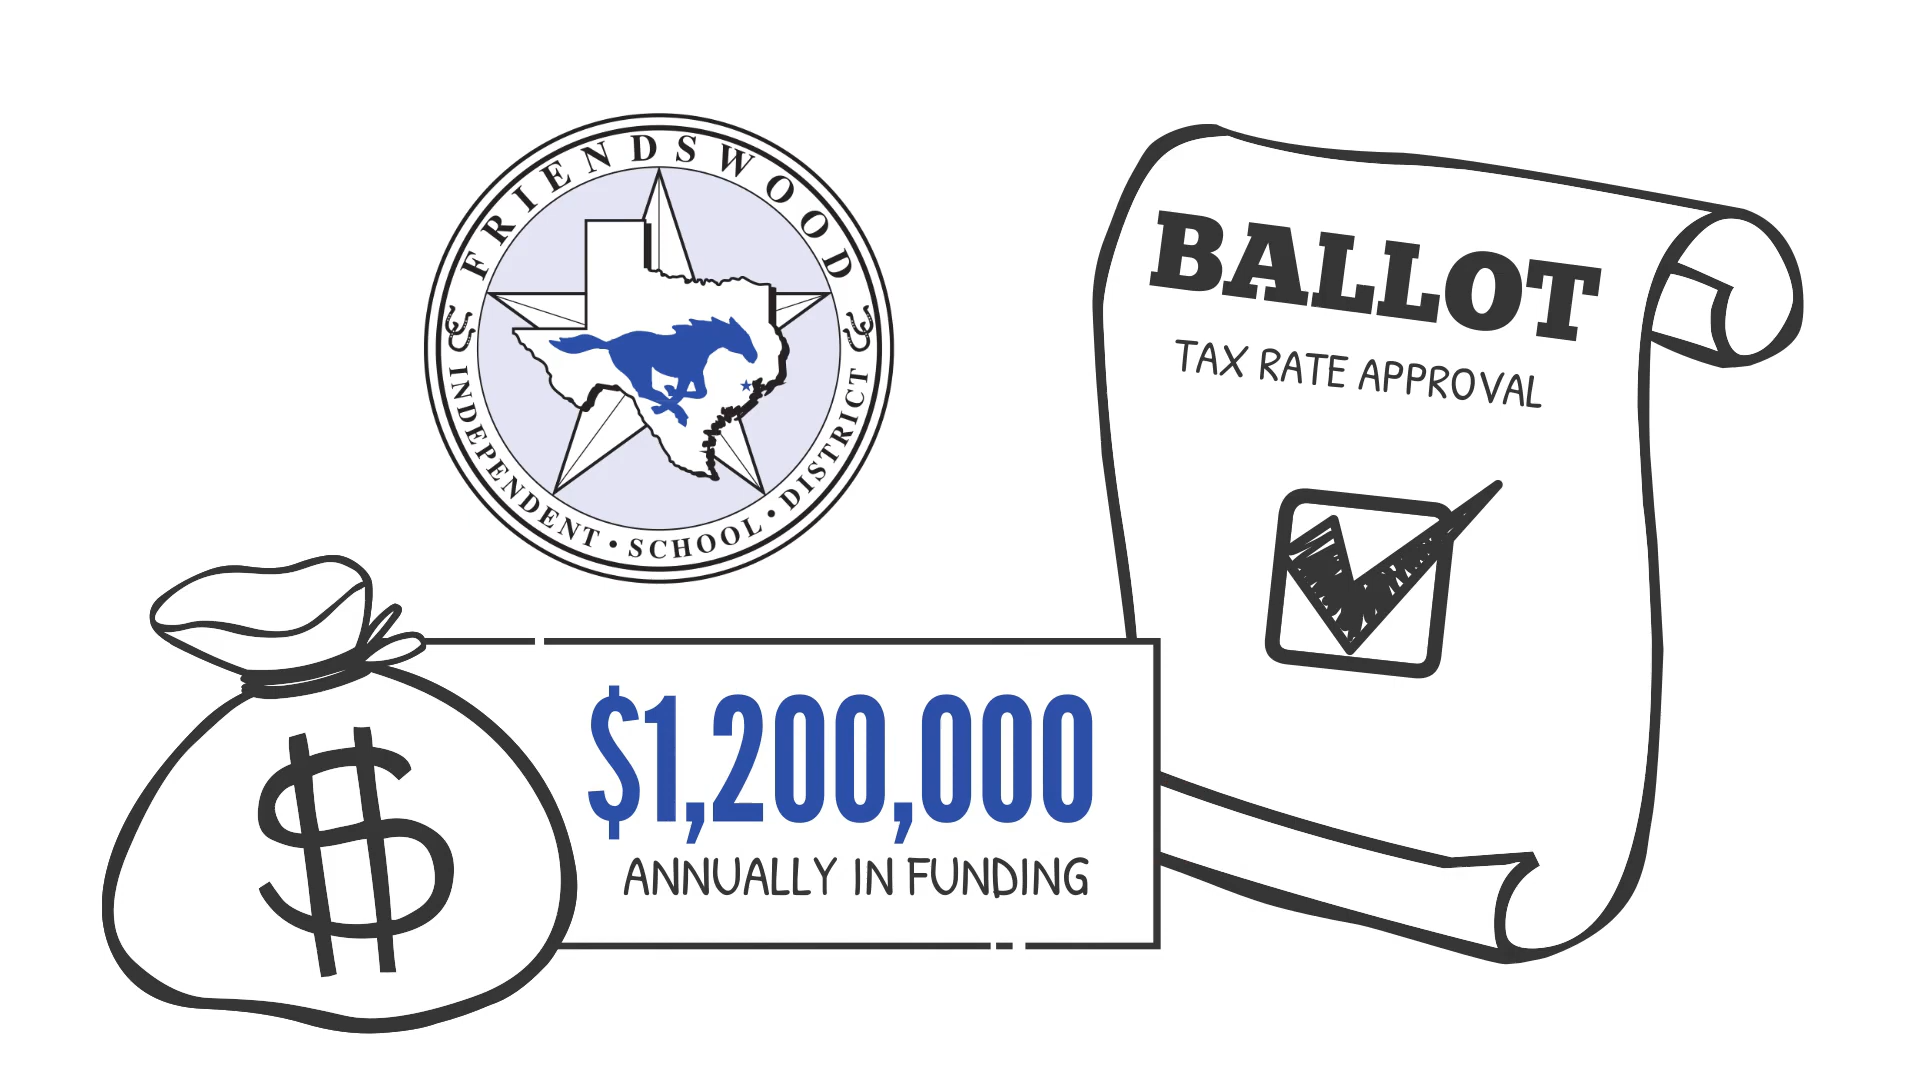 FRIENDSWOOD
INDEPENDENT • SCHOOL • DISTRICT
BALLOT
TAX RATE APPROVAL
$
$1,200,000
ANNUALLY IN FUNDING